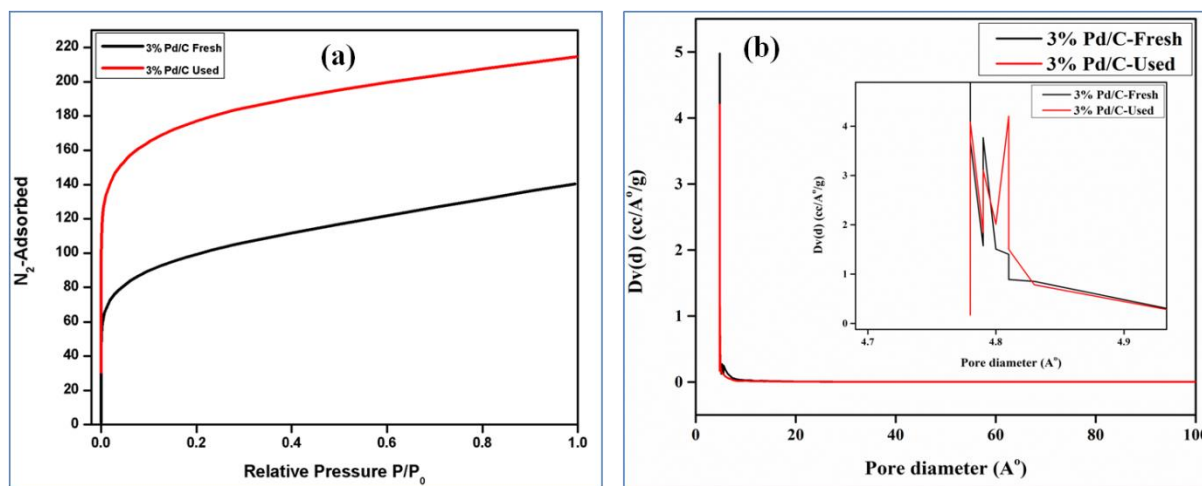 (a)
3% Pd/C Fresh
3% Pd/C Used
N₂-Adsorbed
220
200
180
160
140
120
100
80
60
40
20
0
0.0 0.2 0.4 0.6 0.8 1.0
Relative Pressure P/P₀
(b)
3% Pd/C-Fresh
3% Pd/C-Used
Dv(d) (cc/A°/g)
5
4
3
2
1
0
0 20 40 60 80 100
Pore diameter (A°)
3% Pd/C-Fresh
3% Pd/C-Used
Dv(d) (cc/A°/g)
4
3
2
1
0
4.7 4.8 4.9
Pore diameter (A°)